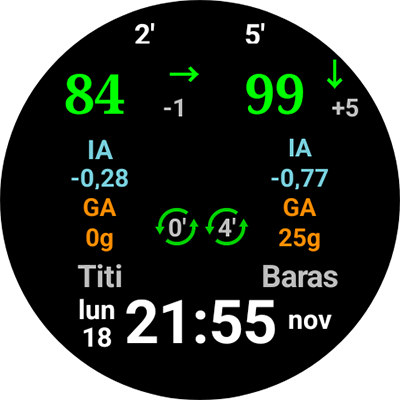 2' 5'
84 → -1 99 ↓ +5
IA IA
-0,28 -0,77
GA GA
0g 0' 4' 25g
Titi Baras
lun 18 21:55 nov